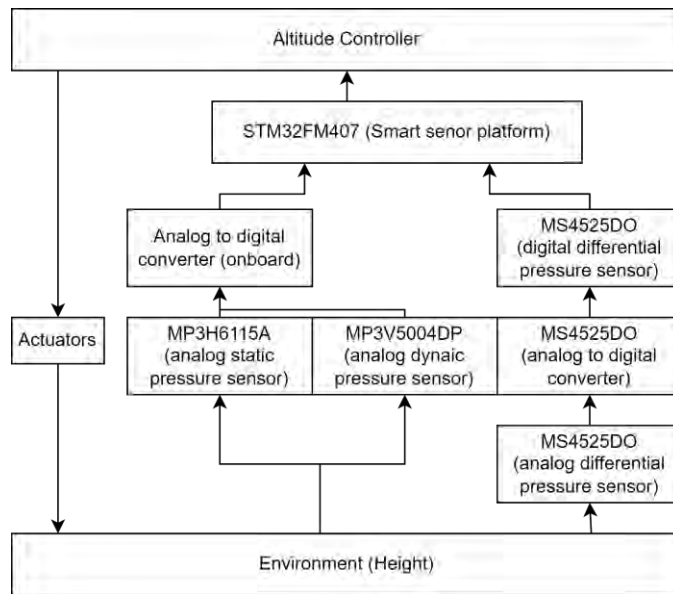 Altitude Controller
STM32FM407 (Smart senor platform)
Analog to digital
converter (onboard)
MS4525DO
(digital differential
pressure sensor)
Actuators
MP3H6115A
(analog static
pressure sensor)
MP3V5004DP
(analog dynaic
pressure sensor)
MS4525DO
(analog to digital
converter)
MS4525DO
(analog differential
pressure sensor)
Environment (Height)